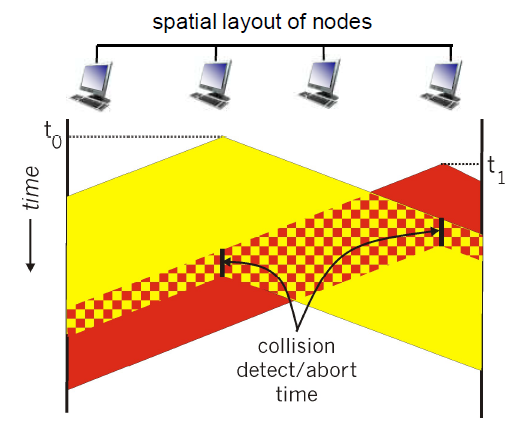 spatial layout of nodes
t0
t1
time
collision
detect/abort
time